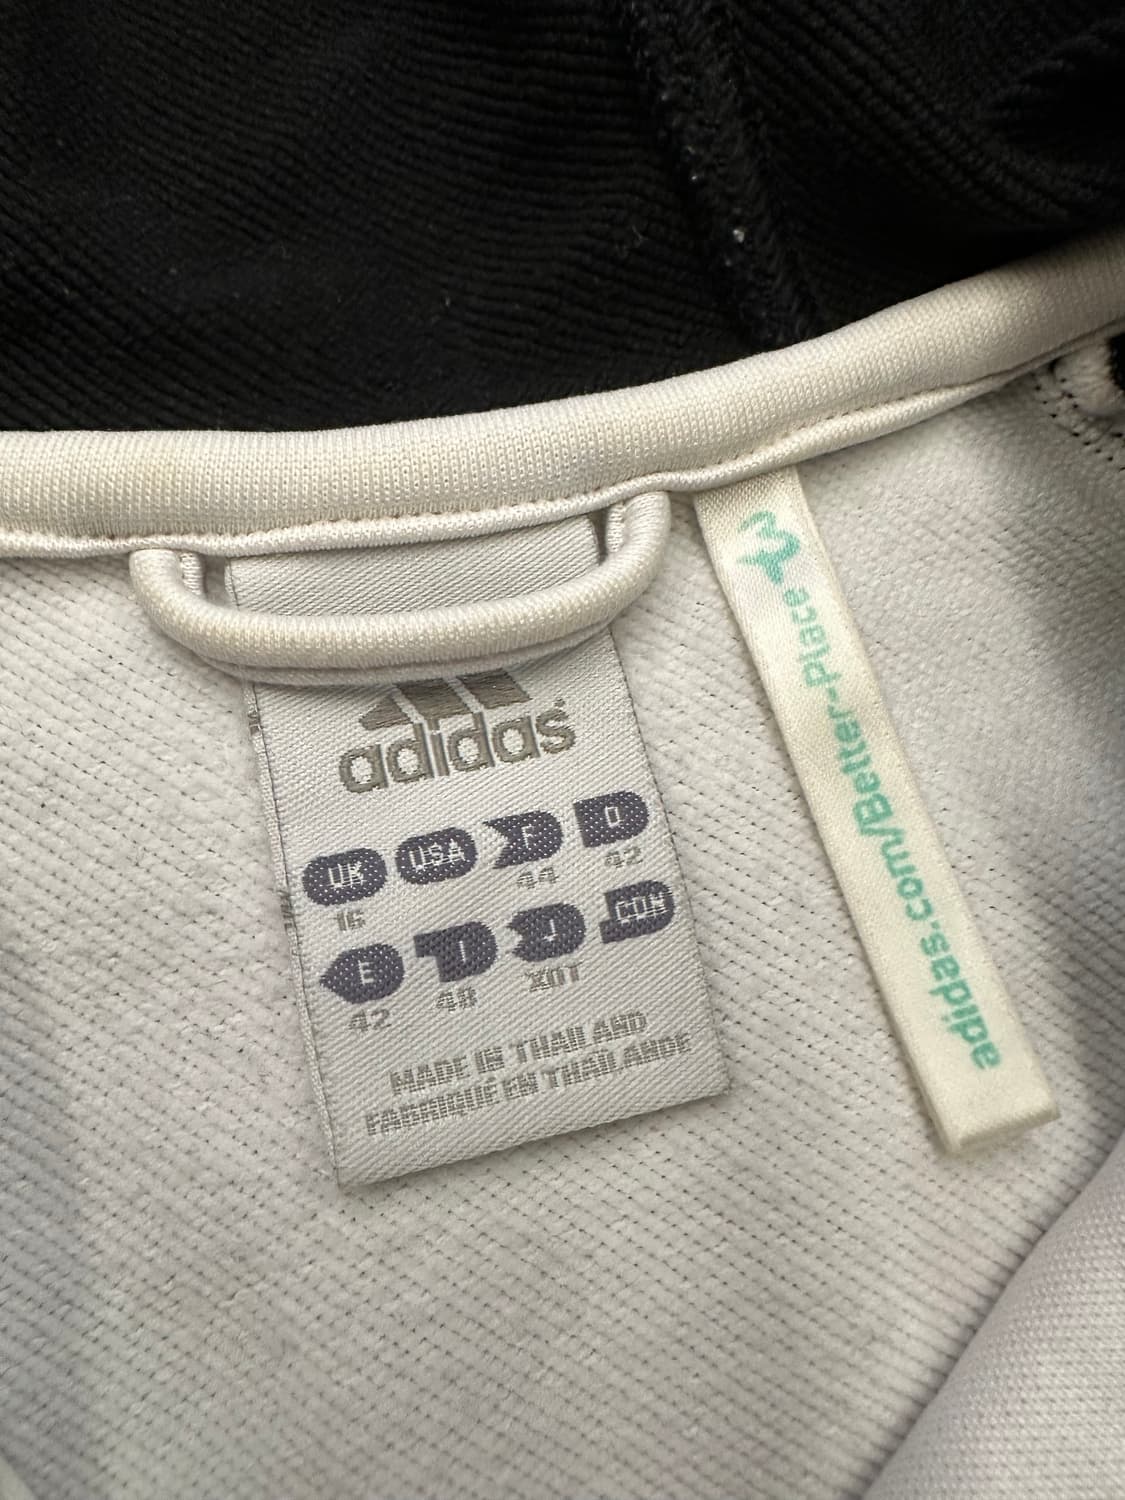 adidas®
UK USA F D
16 44 42
E I J CDN
42 48 XOT
MADE IN THAILAND
FABRIQUÉ EN THAÏLANDE
adidas.com/Better-Place